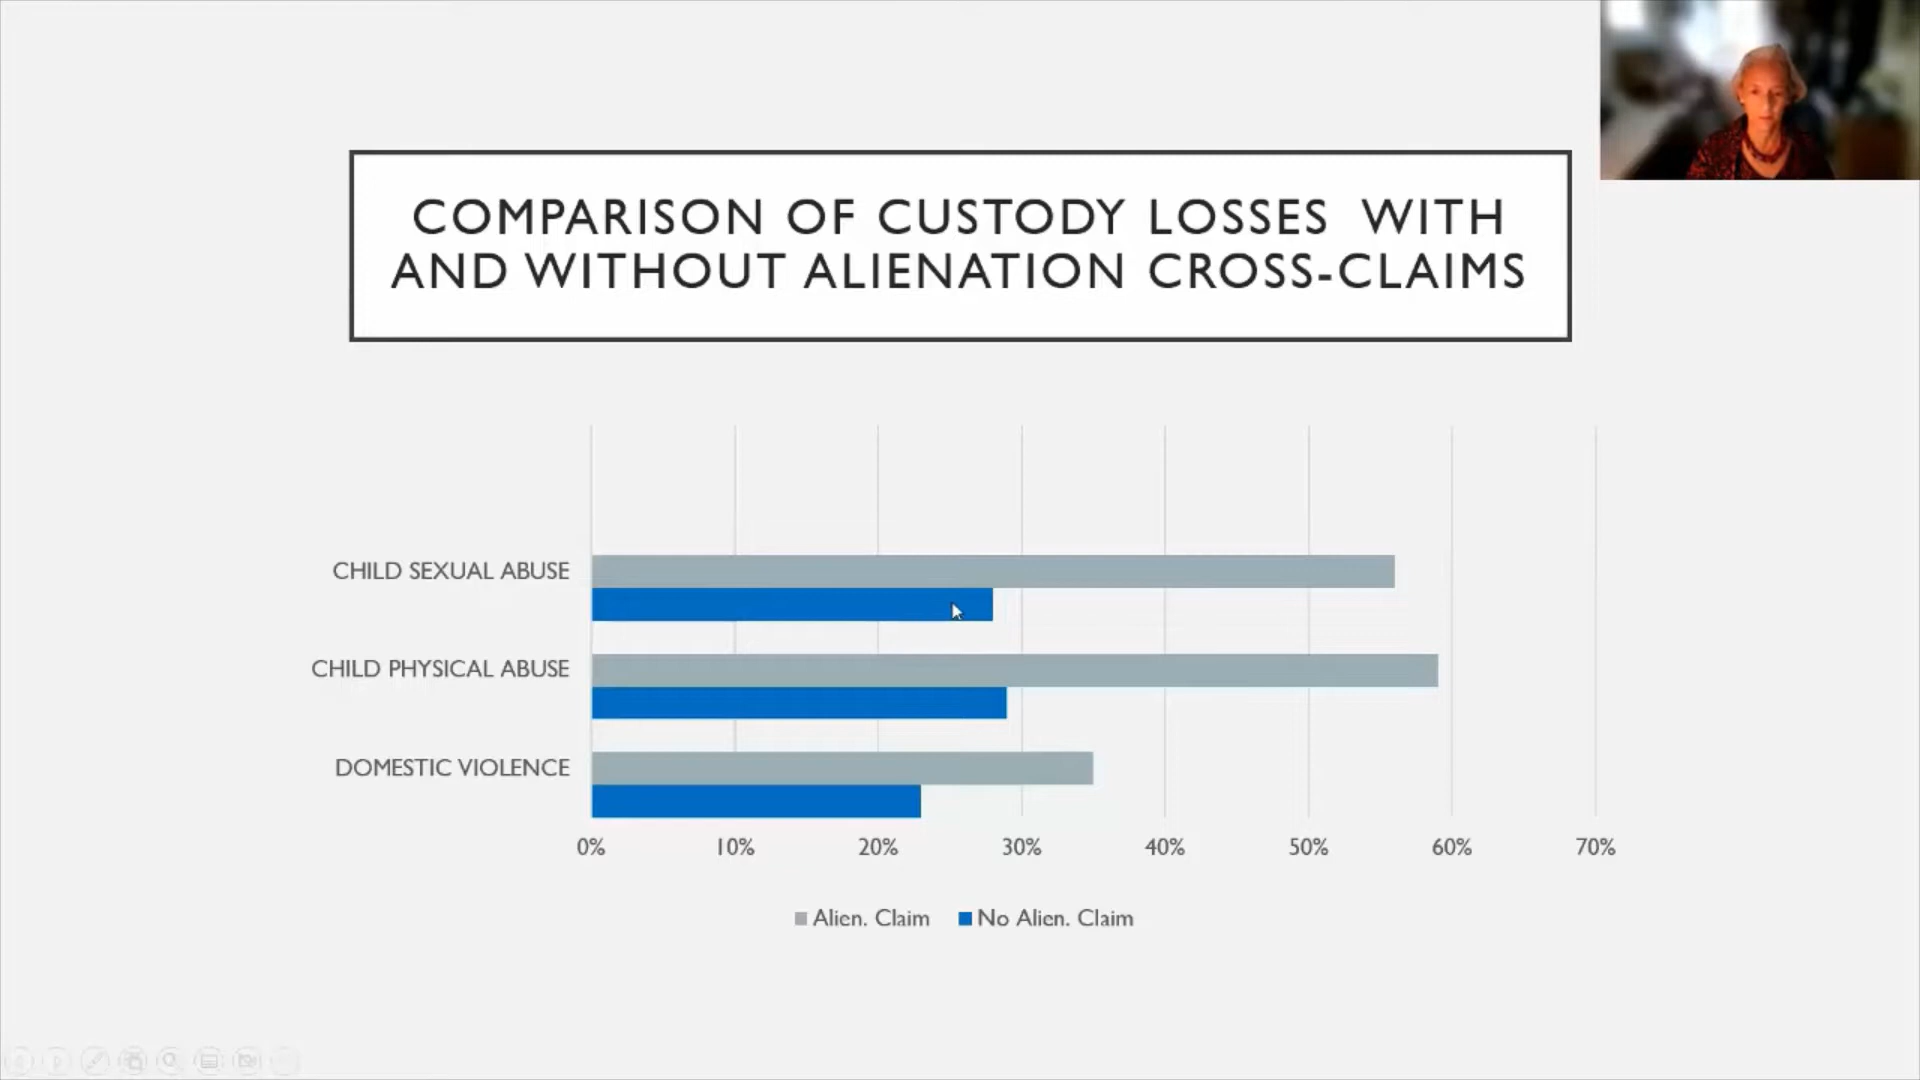 COMPARISON OF CUSTODY LOSSES WITH
AND WITHOUT ALIENATION CROSS-CLAIMS
CHILD SEXUAL ABUSE
CHILD PHYSICAL ABUSE
DOMESTIC VIOLENCE
0% 10% 20% 30% 40% 50% 60% 70%
Alien. Claim No Alien. Claim